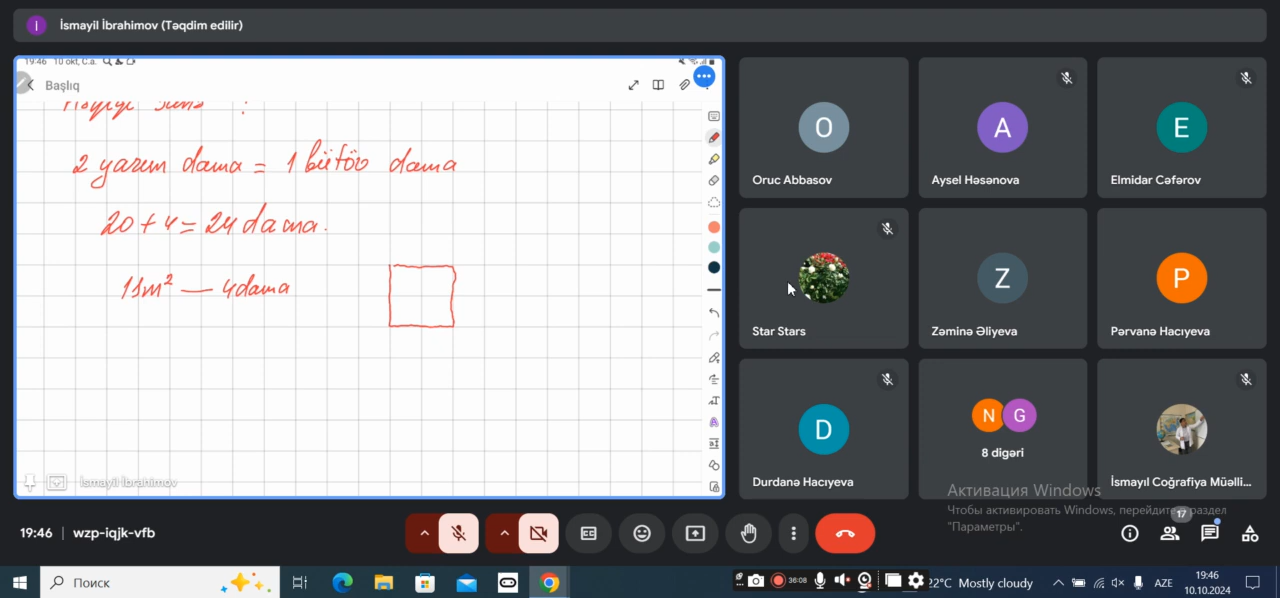 İsmayil İbrahimov (Təqdim edilir)
19:46 10 okt, C.a.
Başlıq
2 yarım dama = 1 bütöv dama
20 + 4 = 24 dama.
1 sm² — 4 dama
İsmayil İbrahimov
O
Oruc Abbasov
A
Aysel Həsənova
E
Elmidar Cəfərov
Star Stars
Z
Zəminə Əliyeva
P
Pərvanə Hacıyeva
D
Durdanə Hacıyeva
N G
8 digəri
İsmayıl Coğrafiya Müəlli...
Активация Windows
Чтобы активировать Windows, перейдите в раздел
"Параметры".
19:46 | wzp-iqjk-vfb
17
Поиск
36:08
22°C Mostly cloudy
AZE
19:46
10.10.2024